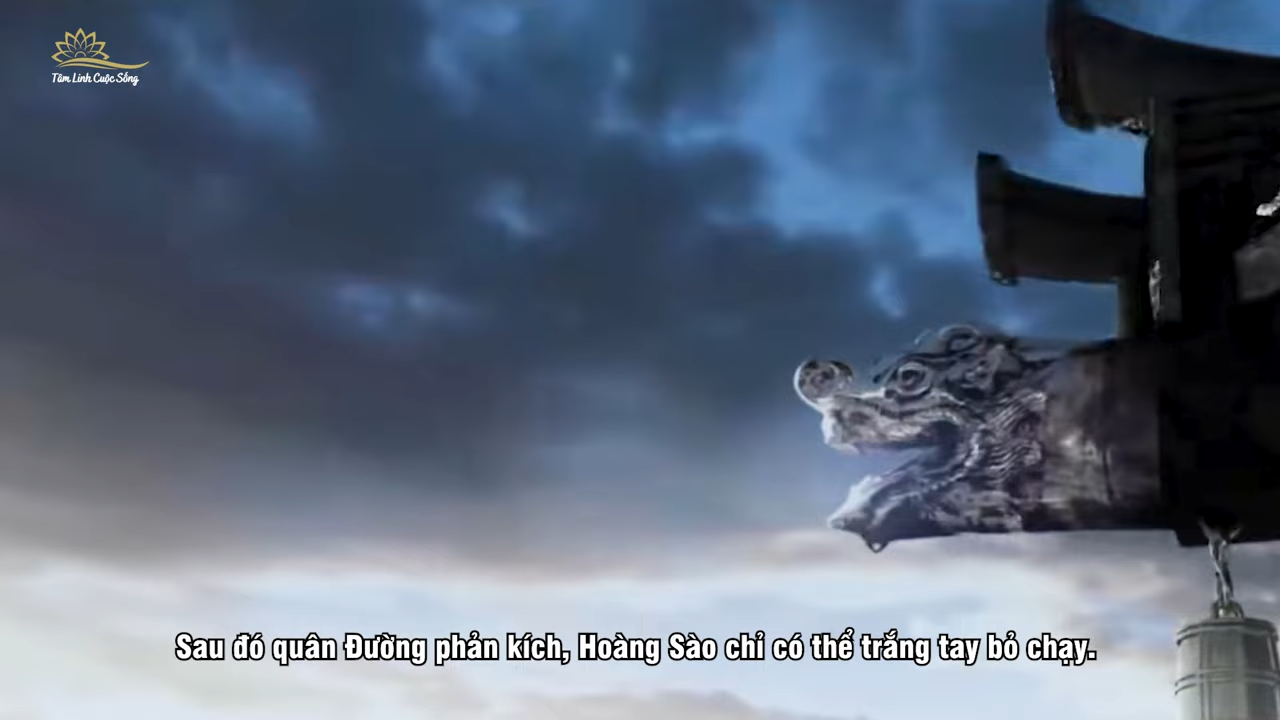 Tâm Linh Cuộc Sống
Sau đó quân Đường phản kích, Hoàng Sào chỉ có thể trắng tay bỏ chạy.